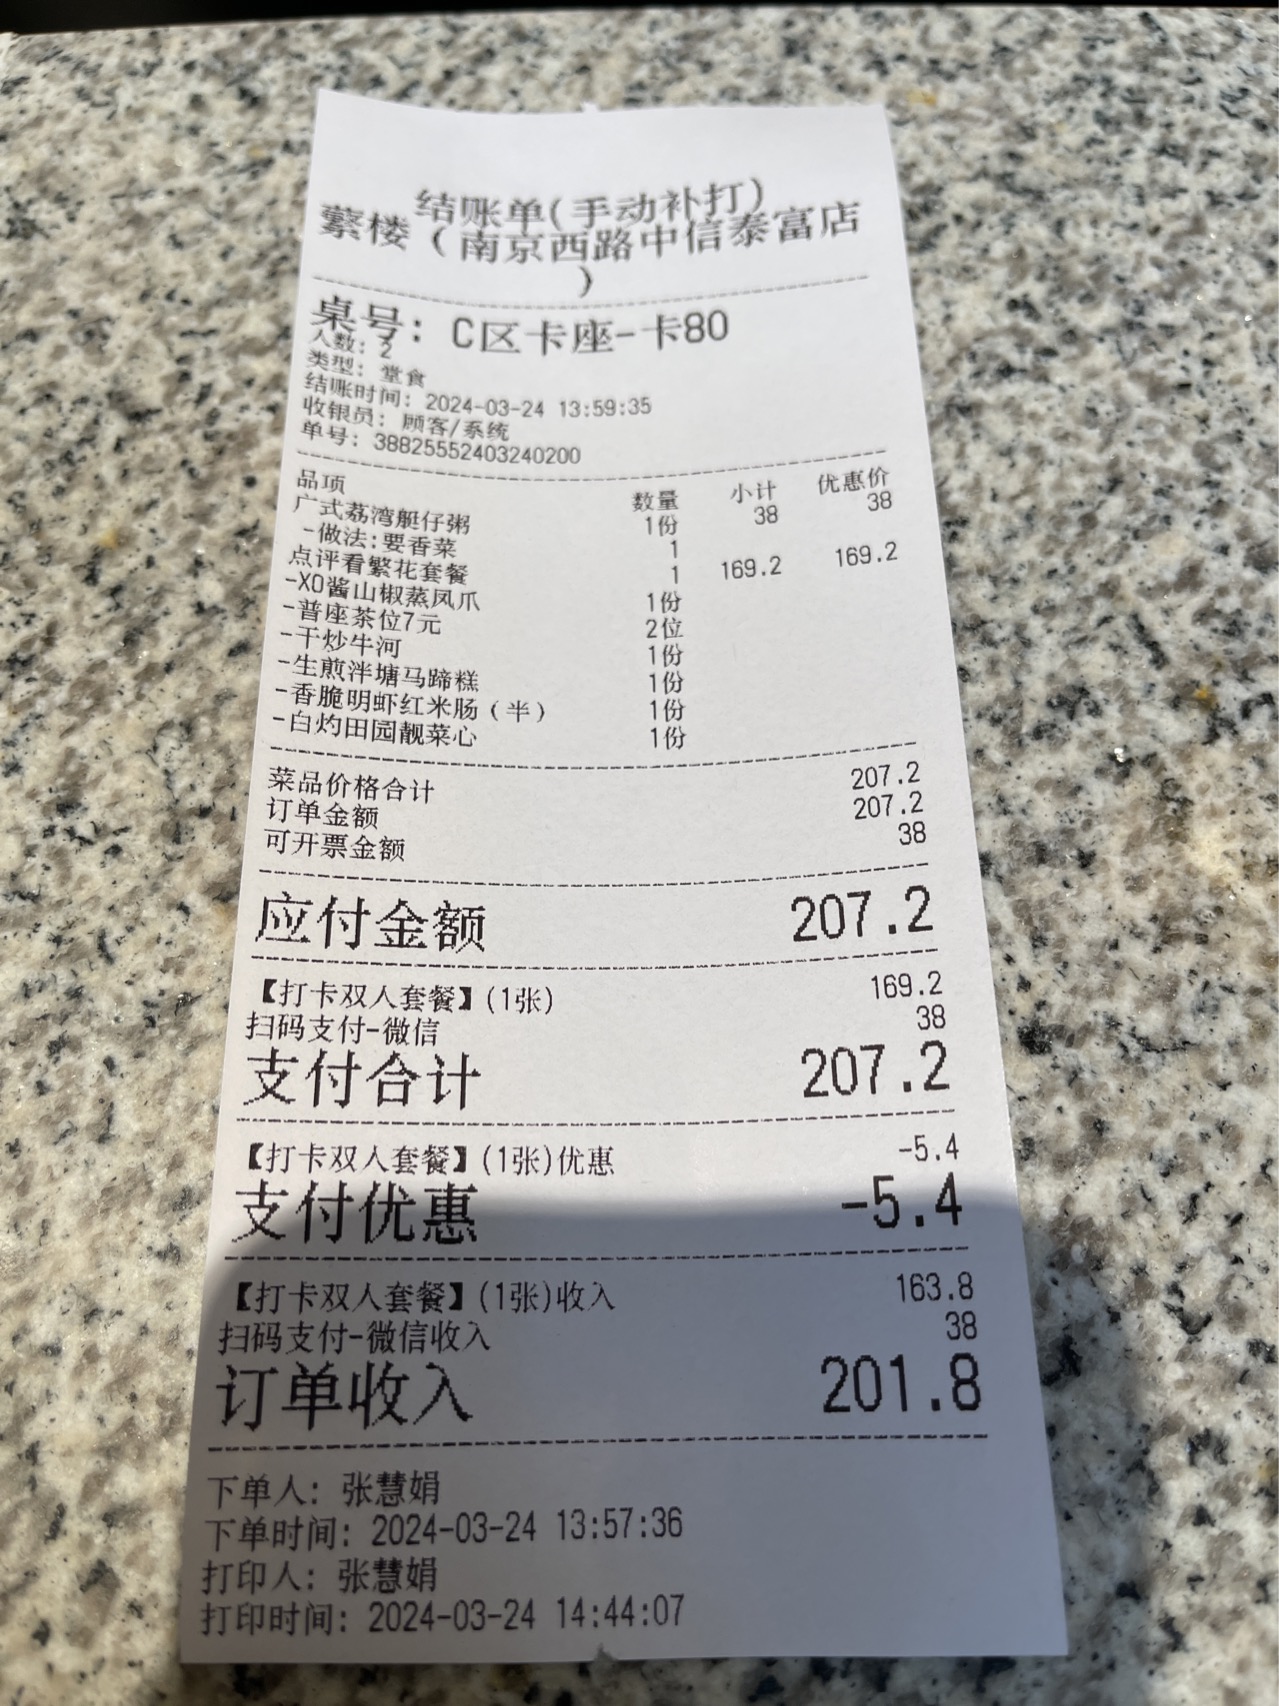 结账单(手动补打)
蘩楼（南京西路中信泰富店
）
桌号：C区卡座-卡80
人数：2
类型：堂食
结账时间：2024-03-24 13:59:35
收银员：顾客/系统
单号：38825552403240200
品项 数量 小计 优惠价
广式荔湾艇仔粥 1份 38 38
-做法:要香菜 1
点评看繁花套餐 1 169.2 169.2
-XO酱山椒蒸凤爪 1份
-普座茶位7元 2位
-干炒牛河 1份
-生煎泮塘马蹄糕 1份
-香脆明虾红米肠（半） 1份
-白灼田园靓菜心 1份
菜品价格合计 207.2
订单金额 207.2
可开票金额 38
应付金额 207.2
【打卡双人套餐】(1张) 169.2
扫码支付-微信 38
支付合计 207.2
【打卡双人套餐】(1张)优惠 -5.4
支付优惠 -5.4
【打卡双人套餐】(1张)收入 163.8
扫码支付-微信收入 38
订单收入 201.8
下单人：张慧娟
下单时间：2024-03-24 13:57:36
打印人：张慧娟
打印时间：2024-03-24 14:44:07